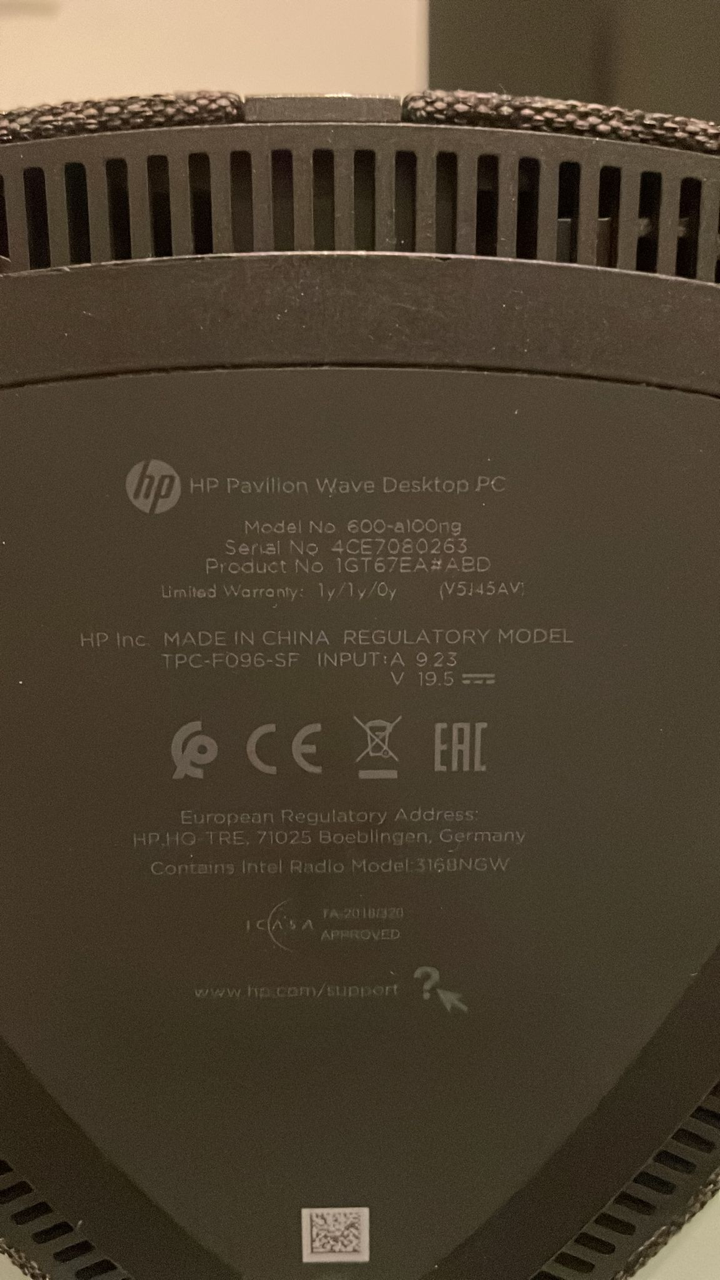 hp HP Pavilion Wave Desktop PC
Model No 600-a100ng
Serial No 4CE7080263
Product No 1GT67EA#ABD
Limited Warranty: 1y/1y/0y (V5J45AV)
HP Inc. MADE IN CHINA REGULATORY MODEL
TPC-F096-SF INPUT:A 9.23
V 19.5
CE EAC
European Regulatory Address:
HP,HQ-TRE, 71025 Boeblingen, Germany
Contains Intel Radio Model:3168NGW
ICASA TA-2016/320
APPROVED
www.hp.com/support ?